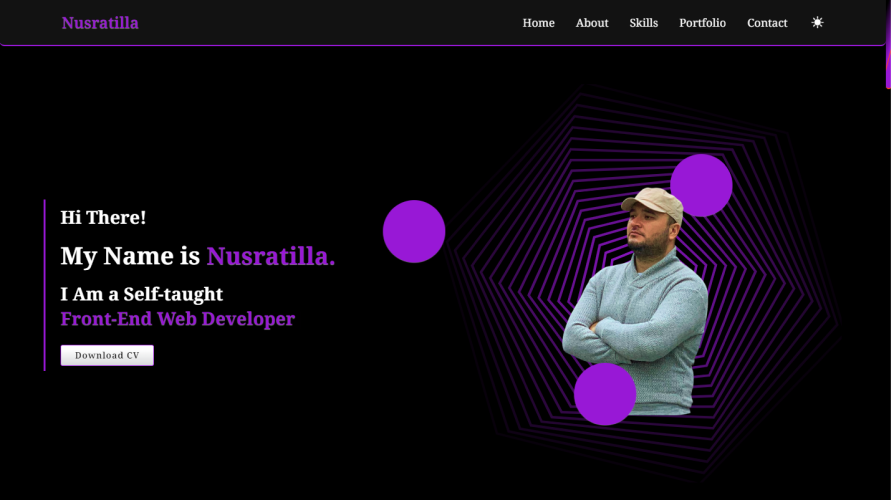 Nusratilla
Home About Skills Portfolio Contact
Hi There!
My Name is Nusratilla.
I Am a Self-taught
Front-End Web Developer
Download CV